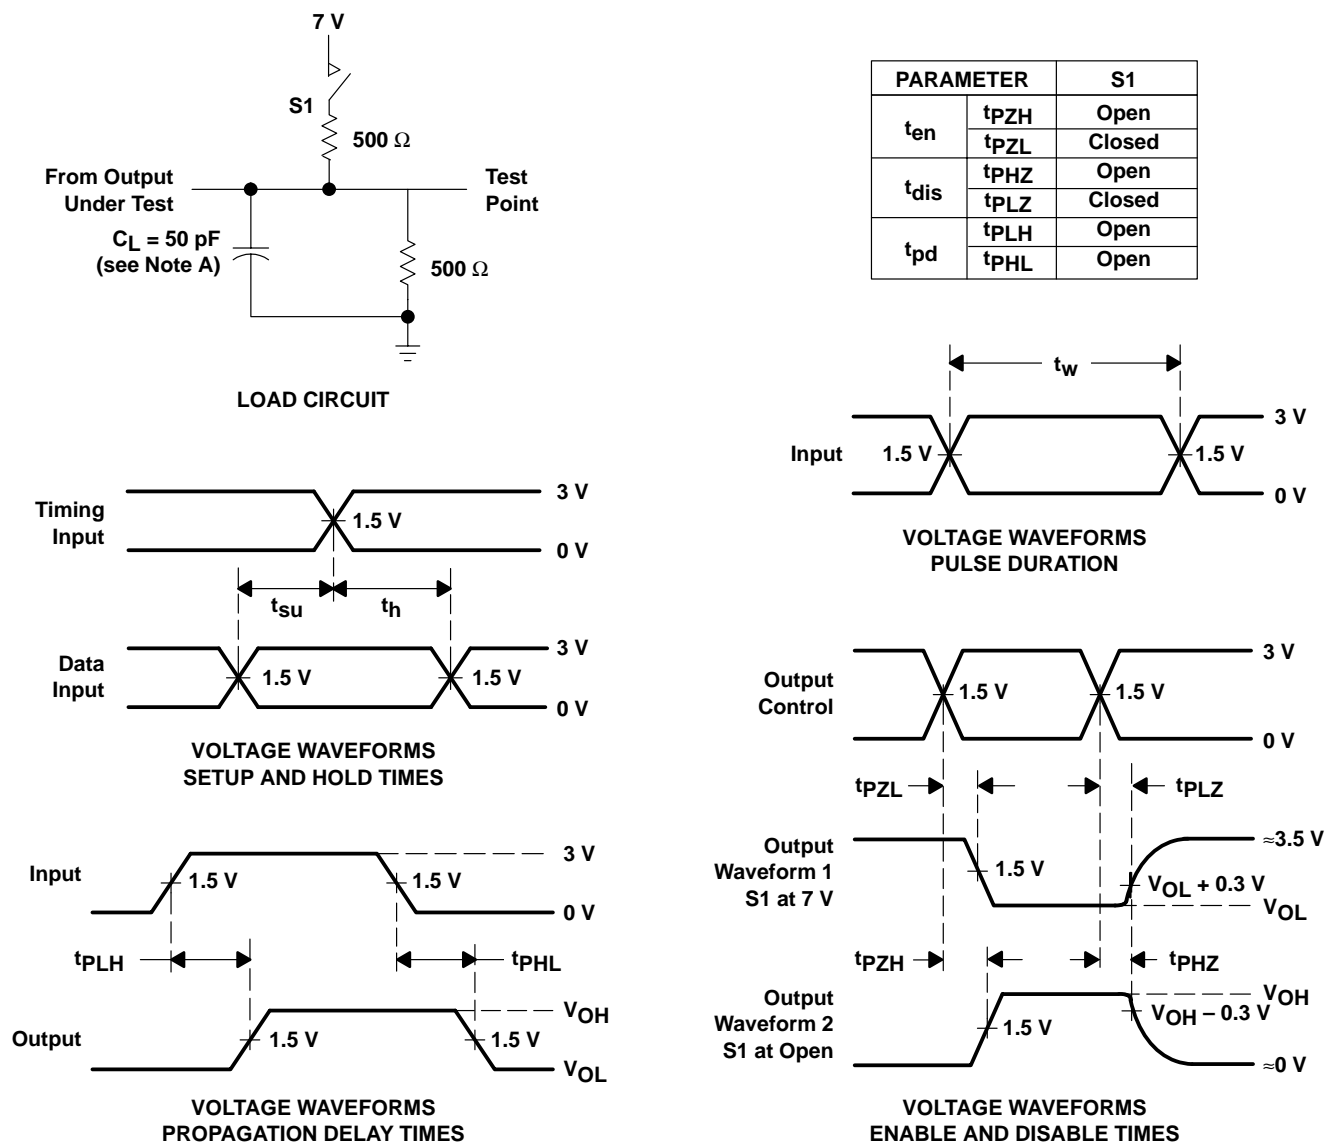 7 V
S1
500 Ω
From Output
Under Test
Test
Point
CL = 50 pF
(see Note A)
500 Ω
LOAD CIRCUIT
PARAMETER S1
ten tPZH Open
tPZL Closed
tdis tPHZ Open
tPLZ Closed
tpd tPLH Open
tPHL Open
tw
3 V
Input 1.5 V 1.5 V
0 V
VOLTAGE WAVEFORMS
PULSE DURATION
Timing
Input
3 V
1.5 V
0 V
tsu th
Data
Input
3 V
1.5 V 1.5 V
0 V
VOLTAGE WAVEFORMS
SETUP AND HOLD TIMES
Output
Control
3 V
1.5 V 1.5 V
0 V
tPZL tPLZ
Output
Waveform 1
S1 at 7 V
≈3.5 V
1.5 V
VOL + 0.3 V
VOL
tPZH tPHZ
Output
Waveform 2
S1 at Open
VOH
VOH – 0.3 V
1.5 V
≈0 V
VOLTAGE WAVEFORMS
ENABLE AND DISABLE TIMES
Input
3 V
1.5 V 1.5 V
0 V
tPLH tPHL
Output
VOH
1.5 V 1.5 V
VOL
VOLTAGE WAVEFORMS
PROPAGATION DELAY TIMES